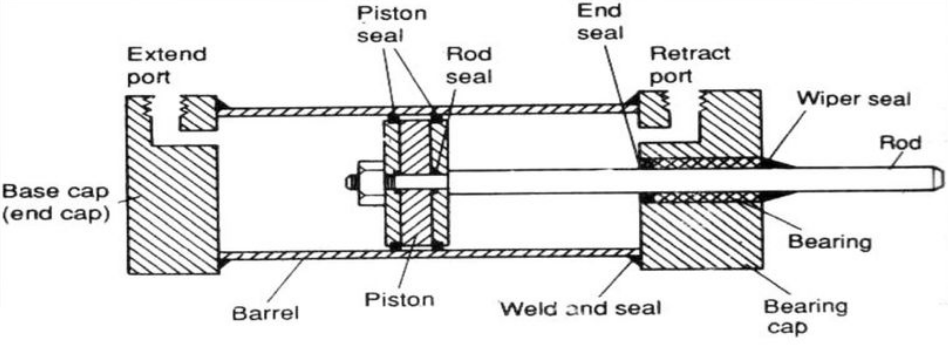 Piston
seal
End
seal
Extend
port
Rod
seal
Retract
port
Wiper seal
Rod
Base cap
(end cap)
Bearing
Barrel
Piston
Weld and seal
Bearing
cap